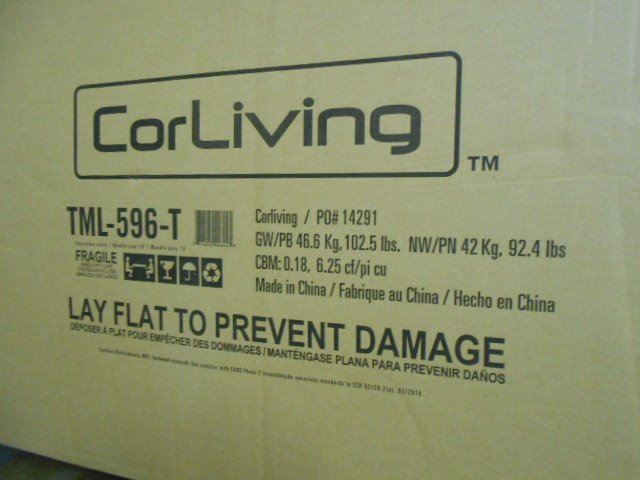 CorLiving
TM
TML-596-T
Corliving / PO# 14291
GW/PB 46.6 Kg, 102.5 lbs. NW/PN 42 Kg, 92.4 lbs
CBM: 0.18, 6.25 cf/pi cu
Made in China / Fabrique au China / Hecho en China
FRAGILE
LAY FLAT TO PREVENT DAMAGE
DÉPOSER À PLAT POUR EMPÊCHER DES DOMMAGES / MANTÉNGASE PLANA PARA PREVENIR DAÑOS